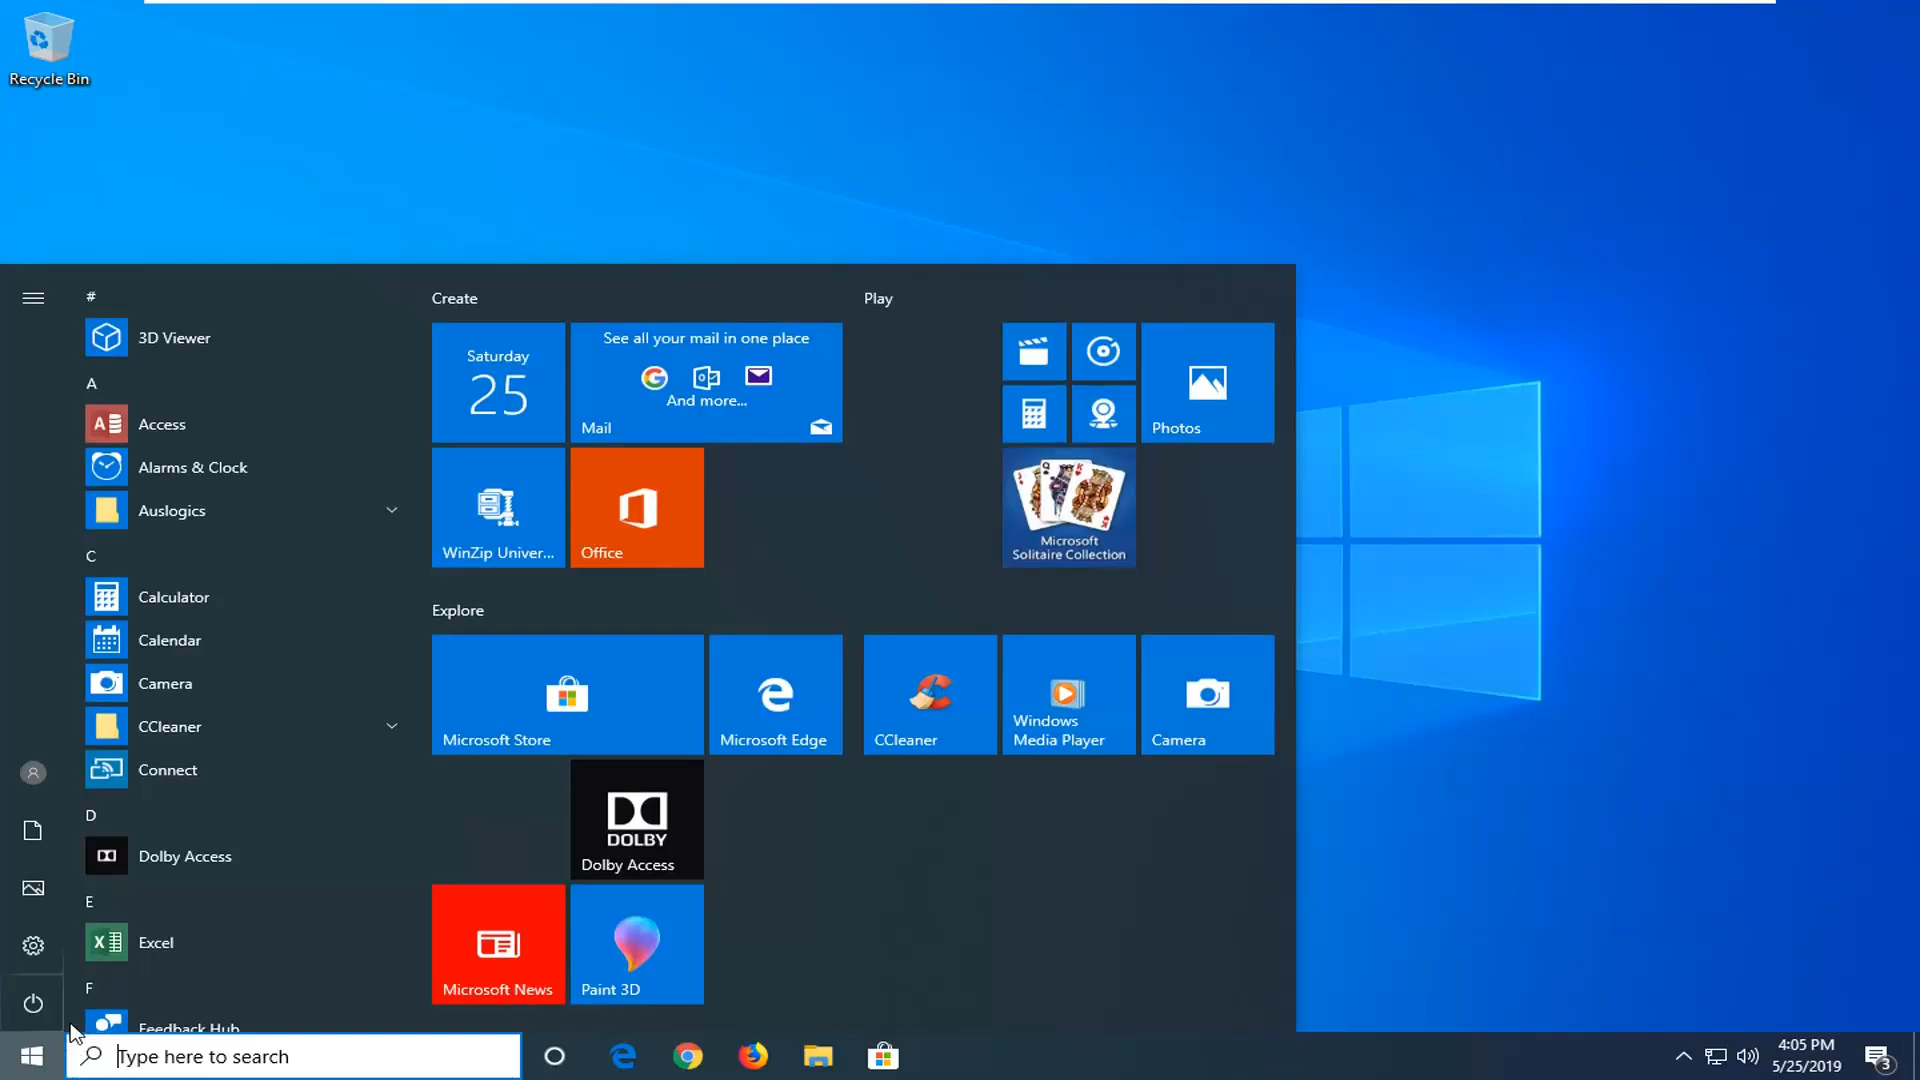 Recycle Bin
#
3D Viewer
A
Access
Alarms & Clock
Auslogics
C
Calculator
Calendar
Camera
CCleaner
Connect
D
Dolby Access
E
Excel
F
Feedback Hub
Create
Saturday
25
See all your mail in one place
And more...
Mail
WinZip Univer...
Office
Play
Photos
Microsoft
Solitaire Collection
Explore
Microsoft Store
Microsoft Edge
CCleaner
Windows
Media Player
Camera
DOLBY
Dolby Access
Microsoft News
Paint 3D
Type here to search
4:05 PM
5/25/2019
3